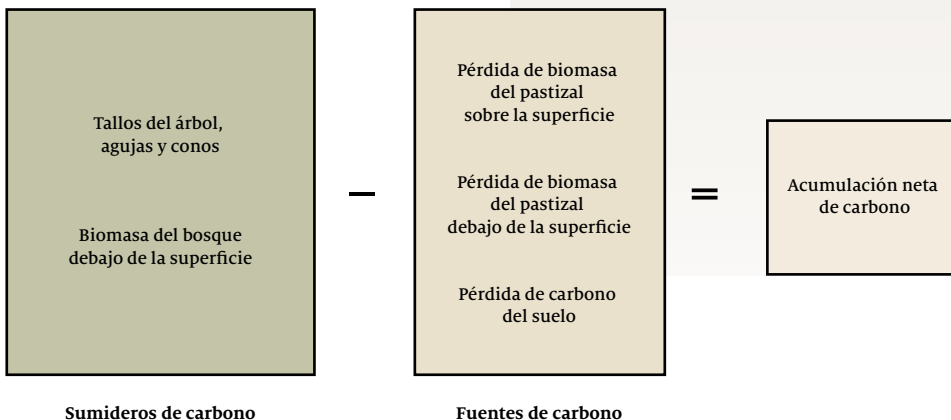 Tallos del árbol,
agujas y conos
Biomasa del bosque
debajo de la superficie
Sumideros de carbono
–
Pérdida de biomasa
del pastizal
sobre la superficie
Pérdida de biomasa
del pastizal
debajo de la superficie
Pérdida de carbono
del suelo
Fuentes de carbono
=
Acumulación neta
de carbono